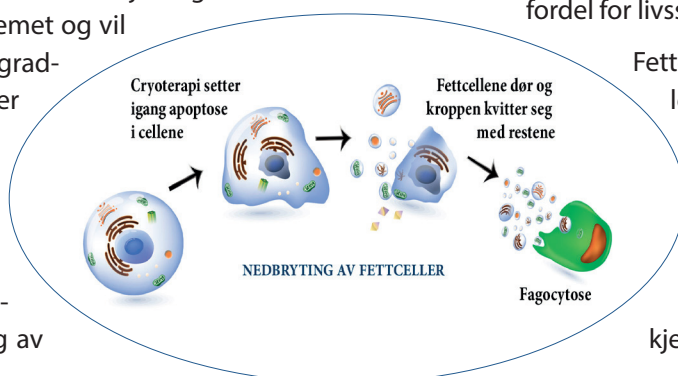 emet og vil
grad-
er
-
g av
fordel for livss
Fett
kje
Cryoterapi setter
igang apoptose
i cellene
Fettcellene dør og
kroppen kvitter seg
med restene
NEDBRYTING AV FETTCELLER
Fagocytose